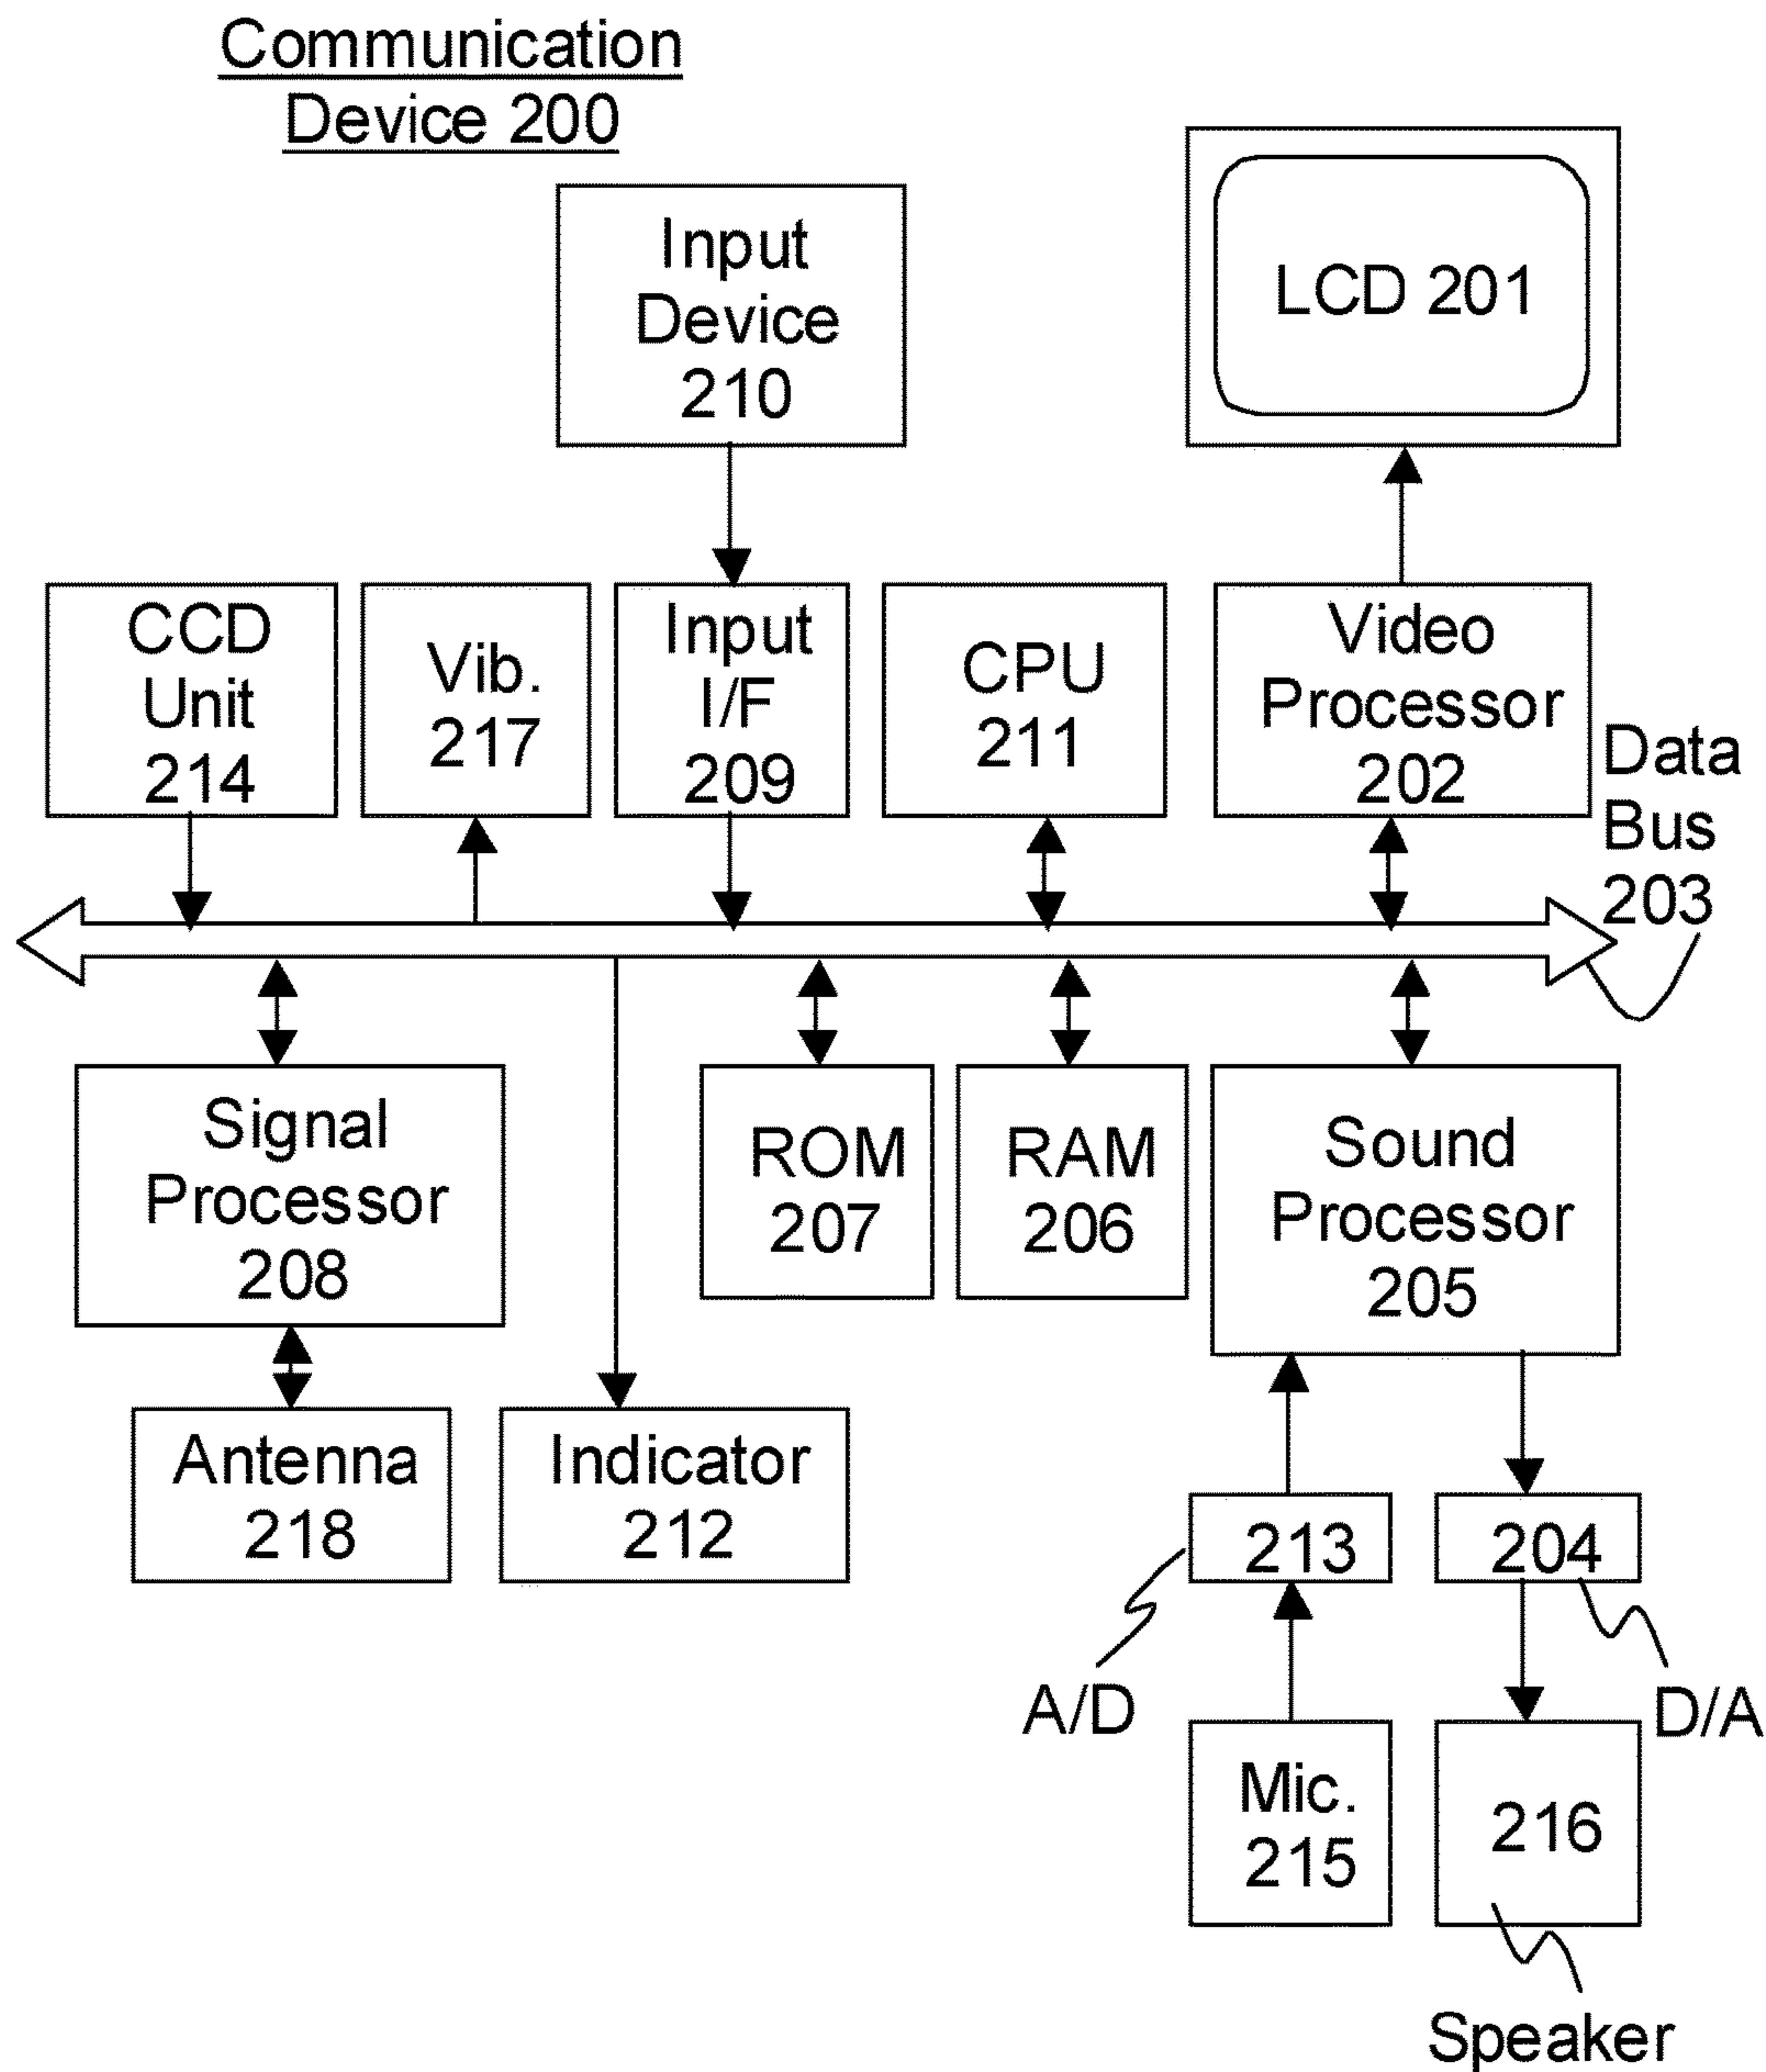 Communication
Device 200
Input
Device
210
LCD 201
CCD
Unit
214
Vib.
217
Input
I/F
209
CPU
211
Video
Processor
202
Data
Bus
203
Signal
Processor
208
ROM
207
RAM
206
Sound
Processor
205
Antenna
218
Indicator
212
213
204
A/D
D/A
Mic.
215
216
Speaker